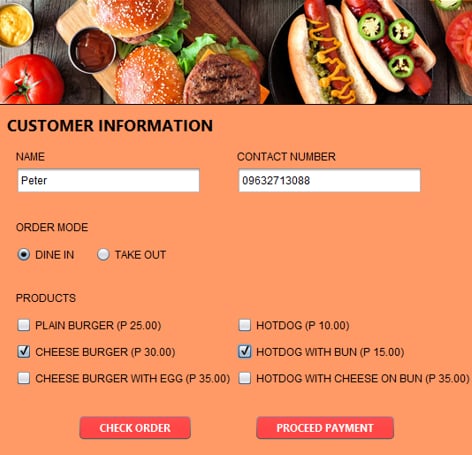 CUSTOMER INFORMATION
NAME CONTACT NUMBER
Peter 09632713088
ORDER MODE
DINE IN TAKE OUT
PRODUCTS
PLAIN BURGER (P 25.00) HOTDOG (P 10.00)
CHEESE BURGER (P 30.00) HOTDOG WITH BUN (P 15.00)
CHEESE BURGER WITH EGG (P 35.00) HOTDOG WITH CHEESE ON BUN (P 35.00)
CHECK ORDER PROCEED PAYMENT